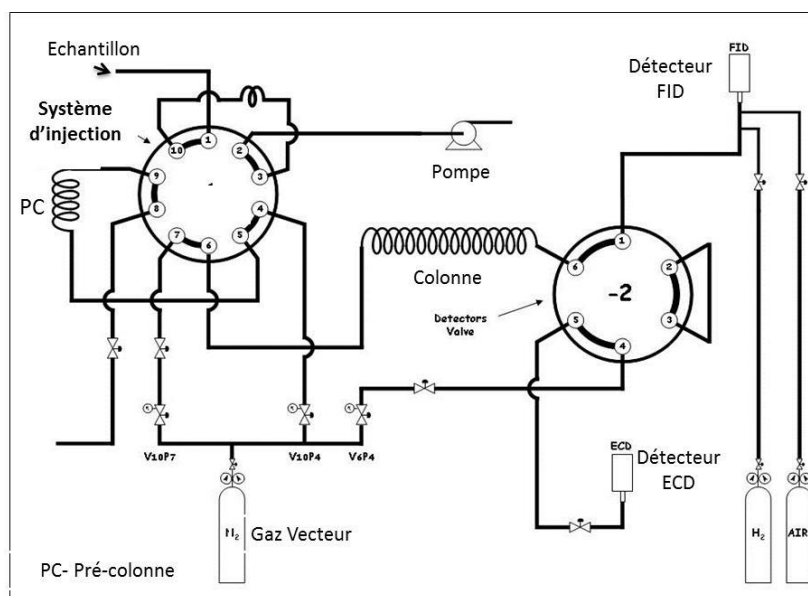 Echantillon
Système
d'injection
PC
10
1
2
9
3
8
4
7
6
5
Pompe
Colonne
Détecteur
FID
FID
1
6
2
-2
5
3
4
Detectors
Valve
V10P7
V10P4
V6P4
ECD
Détecteur
ECD
N₂
Gaz Vecteur
H₂
AIR
PC- Pré-colonne